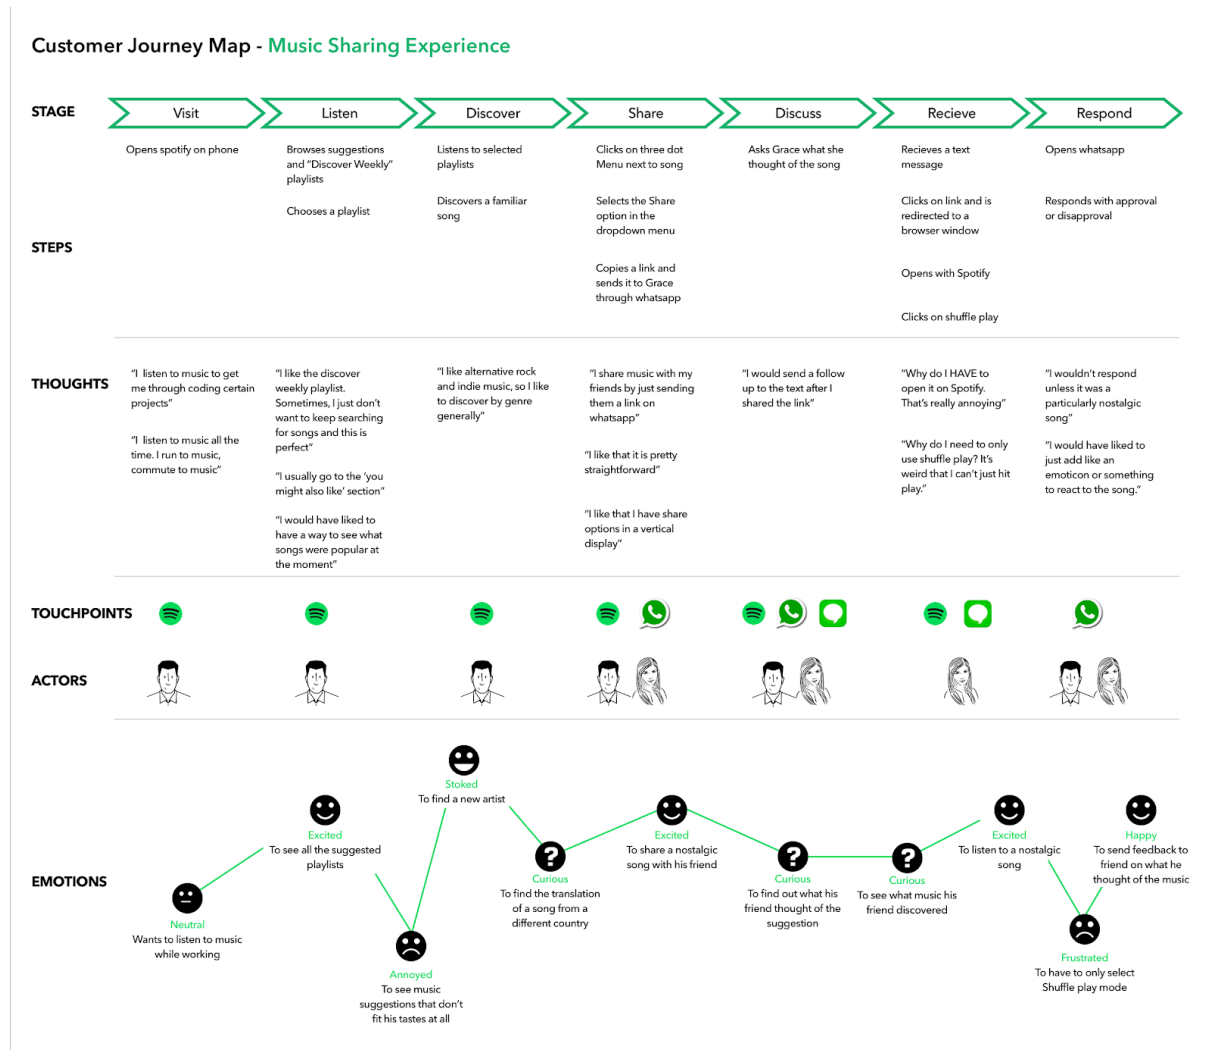 Customer Journey Map - Music Sharing Experience
STAGE
Visit
Listen
Discover
Share
Discuss
Recieve
Respond
STEPS
Opens spotify on phone
Browses suggestions
and “Discover Weekly”
playlists
Chooses a playlist
Listens to selected
playlists
Discovers a familiar
song
Clicks on three dot
Menu next to song
Selects the Share
option in the
dropdown menu
Copies a link and
sends it to Grace
through whatsapp
Asks Grace what she
thought of the song
Recieves a text
message
Clicks on link and is
redirected to a
browser window
Opens with Spotify
Clicks on shuffle play
Opens whatsapp
Responds with approval
or disapproval
THOUGHTS
“I listen to music to get
me through coding certain
projects”
“I listen to music all the
time. I run to music,
commute to music”
“I like the discover
weekly playlist.
Sometimes, I just don’t
want to keep searching
for songs and this is
perfect”
“I usually go to the ‘you
might also like’ section”
“I would have liked to
have a way to see what
songs were popular at
the moment”
“I like alternative rock
and indie music, so I like
to discover by genre
generally”
“I share music with my
friends by just sending
them a link on
whatsapp”
“I like that it is pretty
straightforward”
“I like that I have share
options in a vertical
display”
“I would send a follow
up to the text after I
shared the link”
“Why do I HAVE to
open it on Spotify.
That’s really annoying”
“Why do I need to only
use shuffle play? It’s
weird that I can’t just hit
play.”
“I wouldn’t respond
unless it was a
particularly nostalgic
song”
“I would have liked to
just add like an
emoticon or something
to react to the song.”
TOUCHPOINTS
ACTORS
EMOTIONS
Neutral
Wants to listen to music
while working
Excited
To see all the suggested
playlists
Annoyed
To see music
suggestions that don’t
fit his tastes at all
Stoked
To find a new artist
Curious
To find the translation
of a song from a
different country
Excited
To share a nostalgic
song with his friend
Curious
To find out what his
friend thought of the
suggestion
Curious
To see what music his
friend discovered
Excited
To listen to a nostalgic
song
Frustrated
To have to only select
Shuffle play mode
Happy
To send feedback to
friend on what he
thought of the music